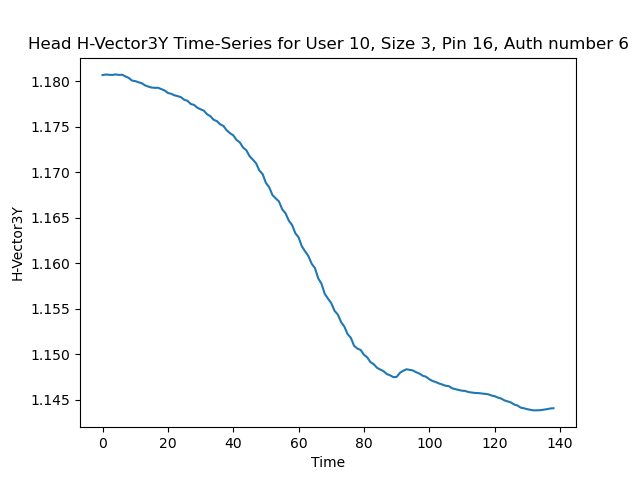 Head H-Vector3Y Time-Series for User 10, Size 3, Pin 16, Auth number 6
1.180
1.175
1.170
1.165
1.160
1.155
1.150
1.145
H-Vector3Y
0 20 40 60 80 100 120 140
Time